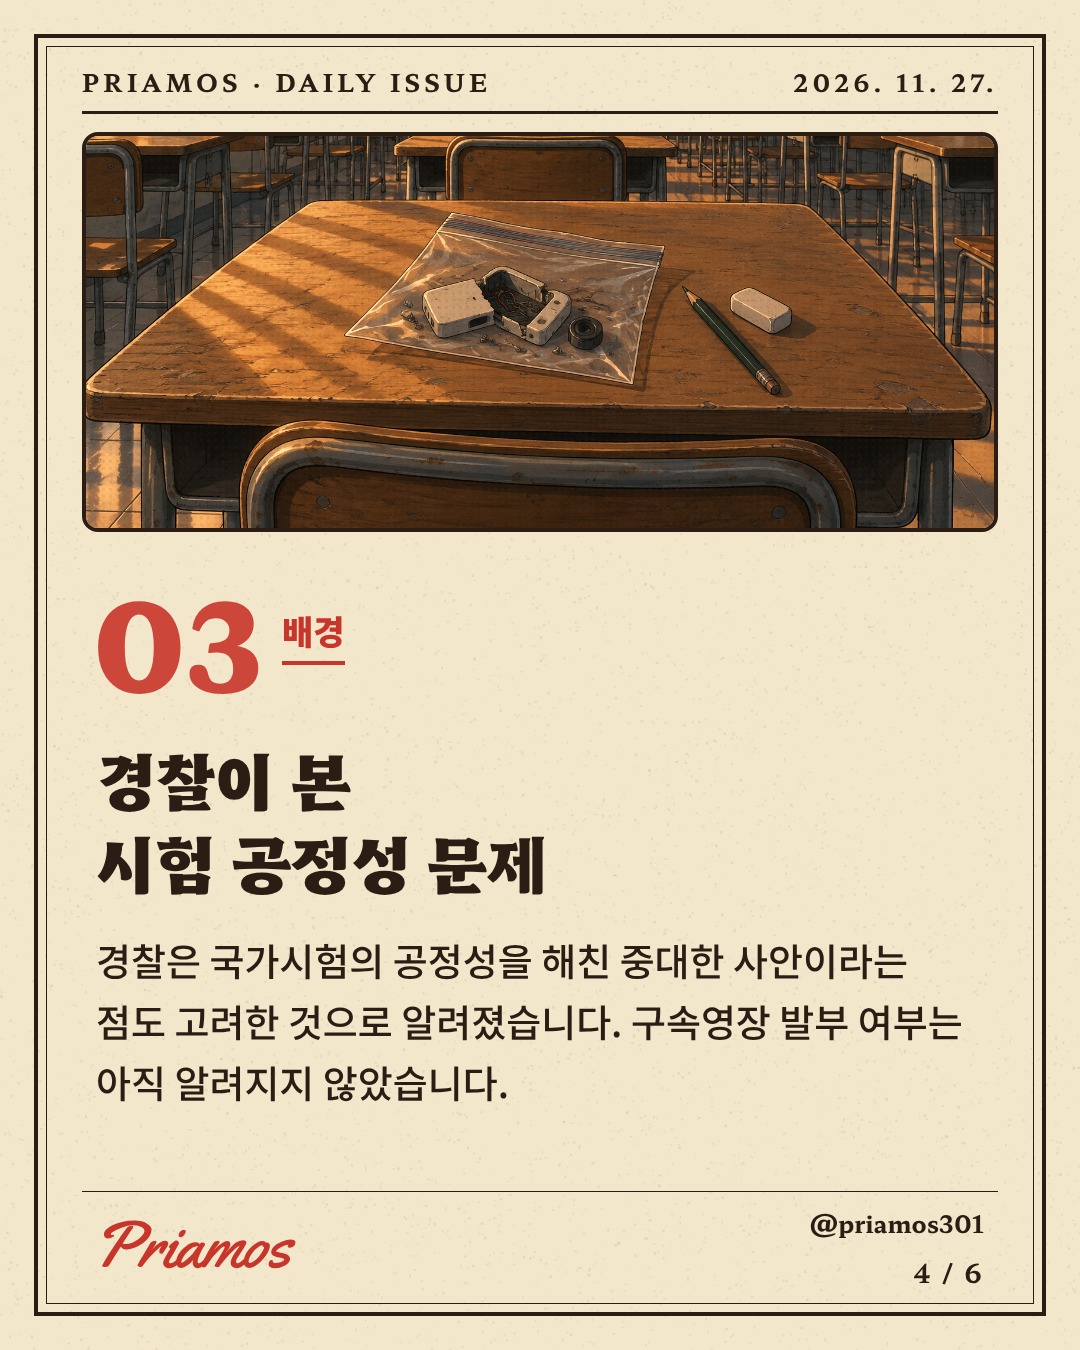 PRIAMOS · DAILY ISSUE
2026. 11. 27.
03 배경
경찰이 본
시험 공정성 문제
경찰은 국가시험의 공정성을 해친 중대한 사안이라는
점도 고려한 것으로 알려졌습니다. 구속영장 발부 여부는
아직 알려지지 않았습니다.
Priamos
@priamos301
4 / 6